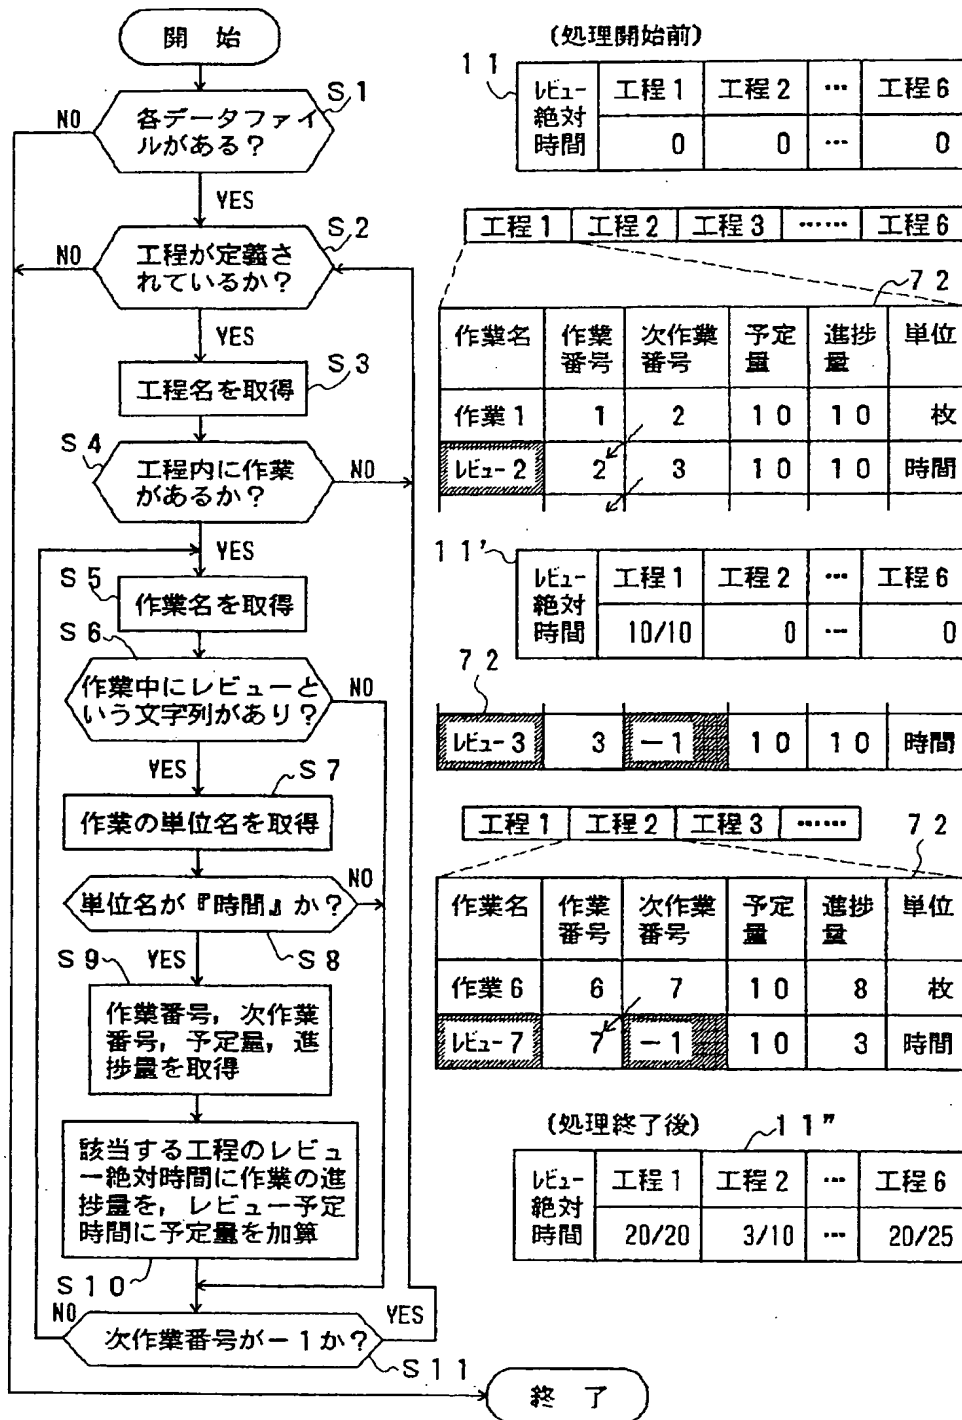 開 始
S1
各データファイ
ルがある?
NO
YES
S2
工程が定義さ
れているか?
NO
YES
S3
工程名を取得
S4
工程内に作業
があるか?
NO
YES
S5
作業名を取得
S6
作業中にレビューと
いう文字列があり?
NO
YES
S7
作業の単位名を取得
NO
単位名が『時間』か?
S9 YES S8
作業番号,次作業
番号,予定量,進
捗量を取得
該当する工程のレビュ
ー絶対時間に作業の進
捗量を,レビュー予定
時間に予定量を加算
S10
NO YES
次作業番号が-1か?
S11
終 了
(処理開始前)
11
レビュー絶対時間 工程1 工程2 … 工程6
0 0 … 0
工程1 工程2 工程3 …… 工程6
72
作業名 作業番号 次作業番号 予定量 進捗量 単位
作業1 1 2 10 10 枚
レビュー2 2 3 10 10 時間
11'
レビュー絶対時間 工程1 工程2 … 工程6
10/10 0 … 0
72
レビュー3 3 -1 10 10 時間
工程1 工程2 工程3 ……
72
作業名 作業番号 次作業番号 予定量 進捗量 単位
作業6 6 7 10 8 枚
レビュー7 7 -1 10 3 時間
(処理終了後)
11"
レビュー絶対時間 工程1 工程2 … 工程6
20/20 3/10 … 20/25